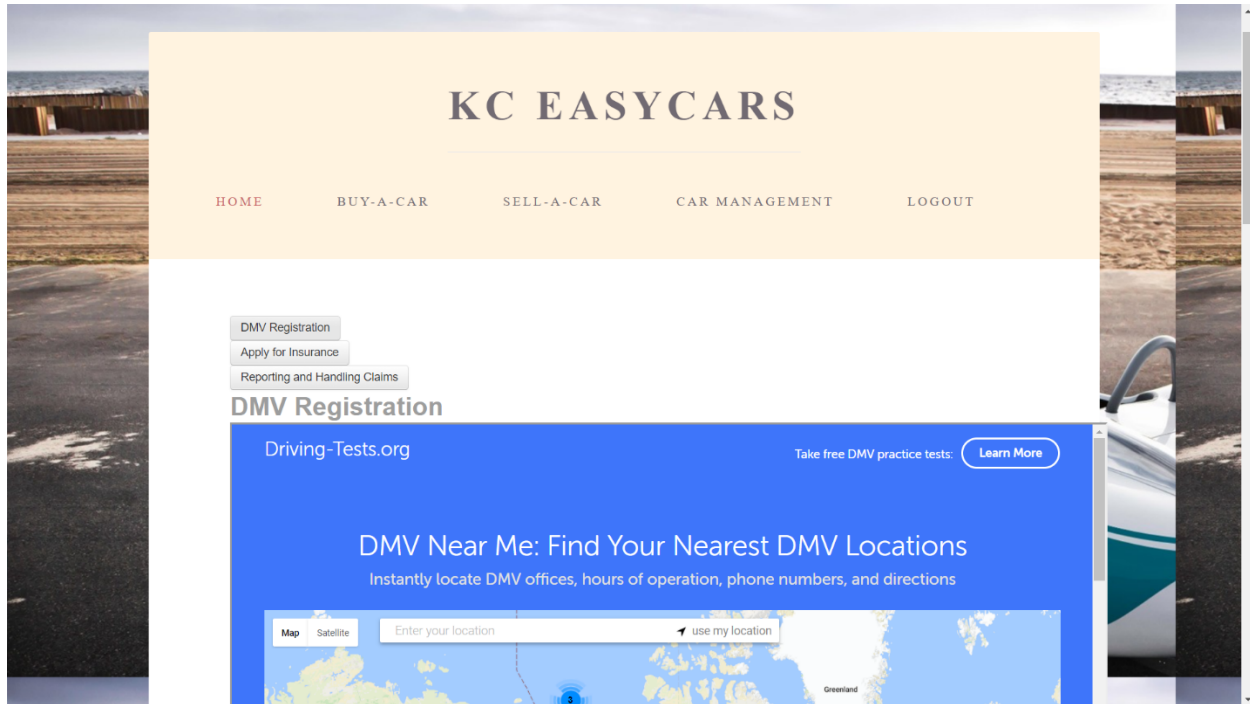 KC EASYCARS
HOME BUY-A-CAR SELL-A-CAR CAR MANAGEMENT LOGOUT
DMV Registration
Apply for Insurance
Reporting and Handling Claims
DMV Registration
Driving-Tests.org Take free DMV practice tests: Learn More
DMV Near Me: Find Your Nearest DMV Locations
Instantly locate DMV offices, hours of operation, phone numbers, and directions
Map Satellite Enter your location use my location
Greenland
3